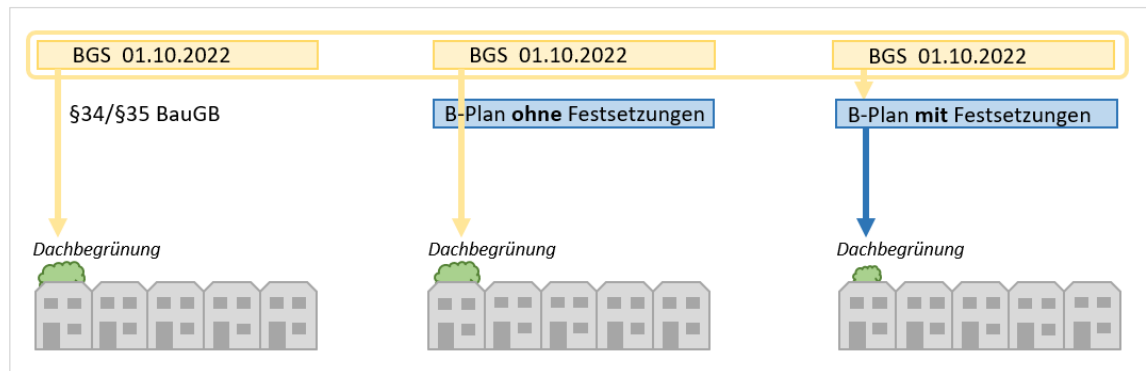 BGS 01.10.2022
BGS 01.10.2022
BGS 01.10.2022
§34/§35 BauGB
B-Plan ohne Festsetzungen
B-Plan mit Festsetzungen
Dachbegrünung
Dachbegrünung
Dachbegrünung